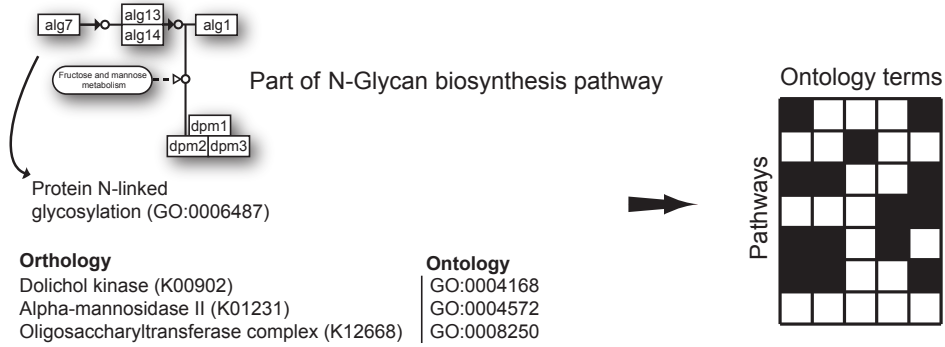 alg7
alg13
alg14
alg1
Fructose and mannose
metabolism
Part of N-Glycan biosynthesis pathway
dpm1
dpm2 dpm3
Protein N-linked
glycosylation (GO:0006487)
Orthology Ontology
Dolichol kinase (K00902) GO:0004168
Alpha-mannosidase II (K01231) GO:0004572
Oligosaccharyltransferase complex (K12668) GO:0008250
Ontology terms
Pathways